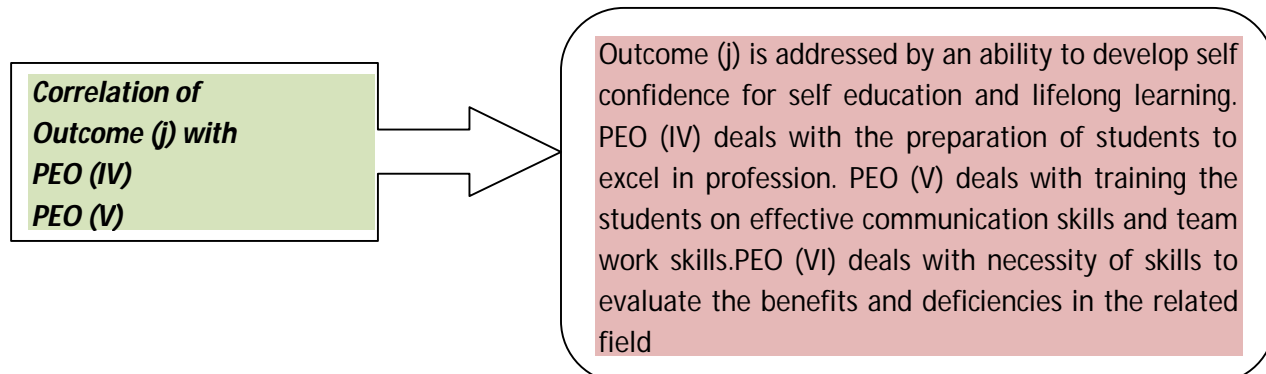 Correlation of
Outcome (j) with
PEO (IV)
PEO (V)
Outcome (j) is addressed by an ability to develop self
confidence for self education and lifelong learning.
PEO (IV) deals with the preparation of students to
excel in profession. PEO (V) deals with training the
students on effective communication skills and team
work skills.PEO (VI) deals with necessity of skills to
evaluate the benefits and deficiencies in the related
field